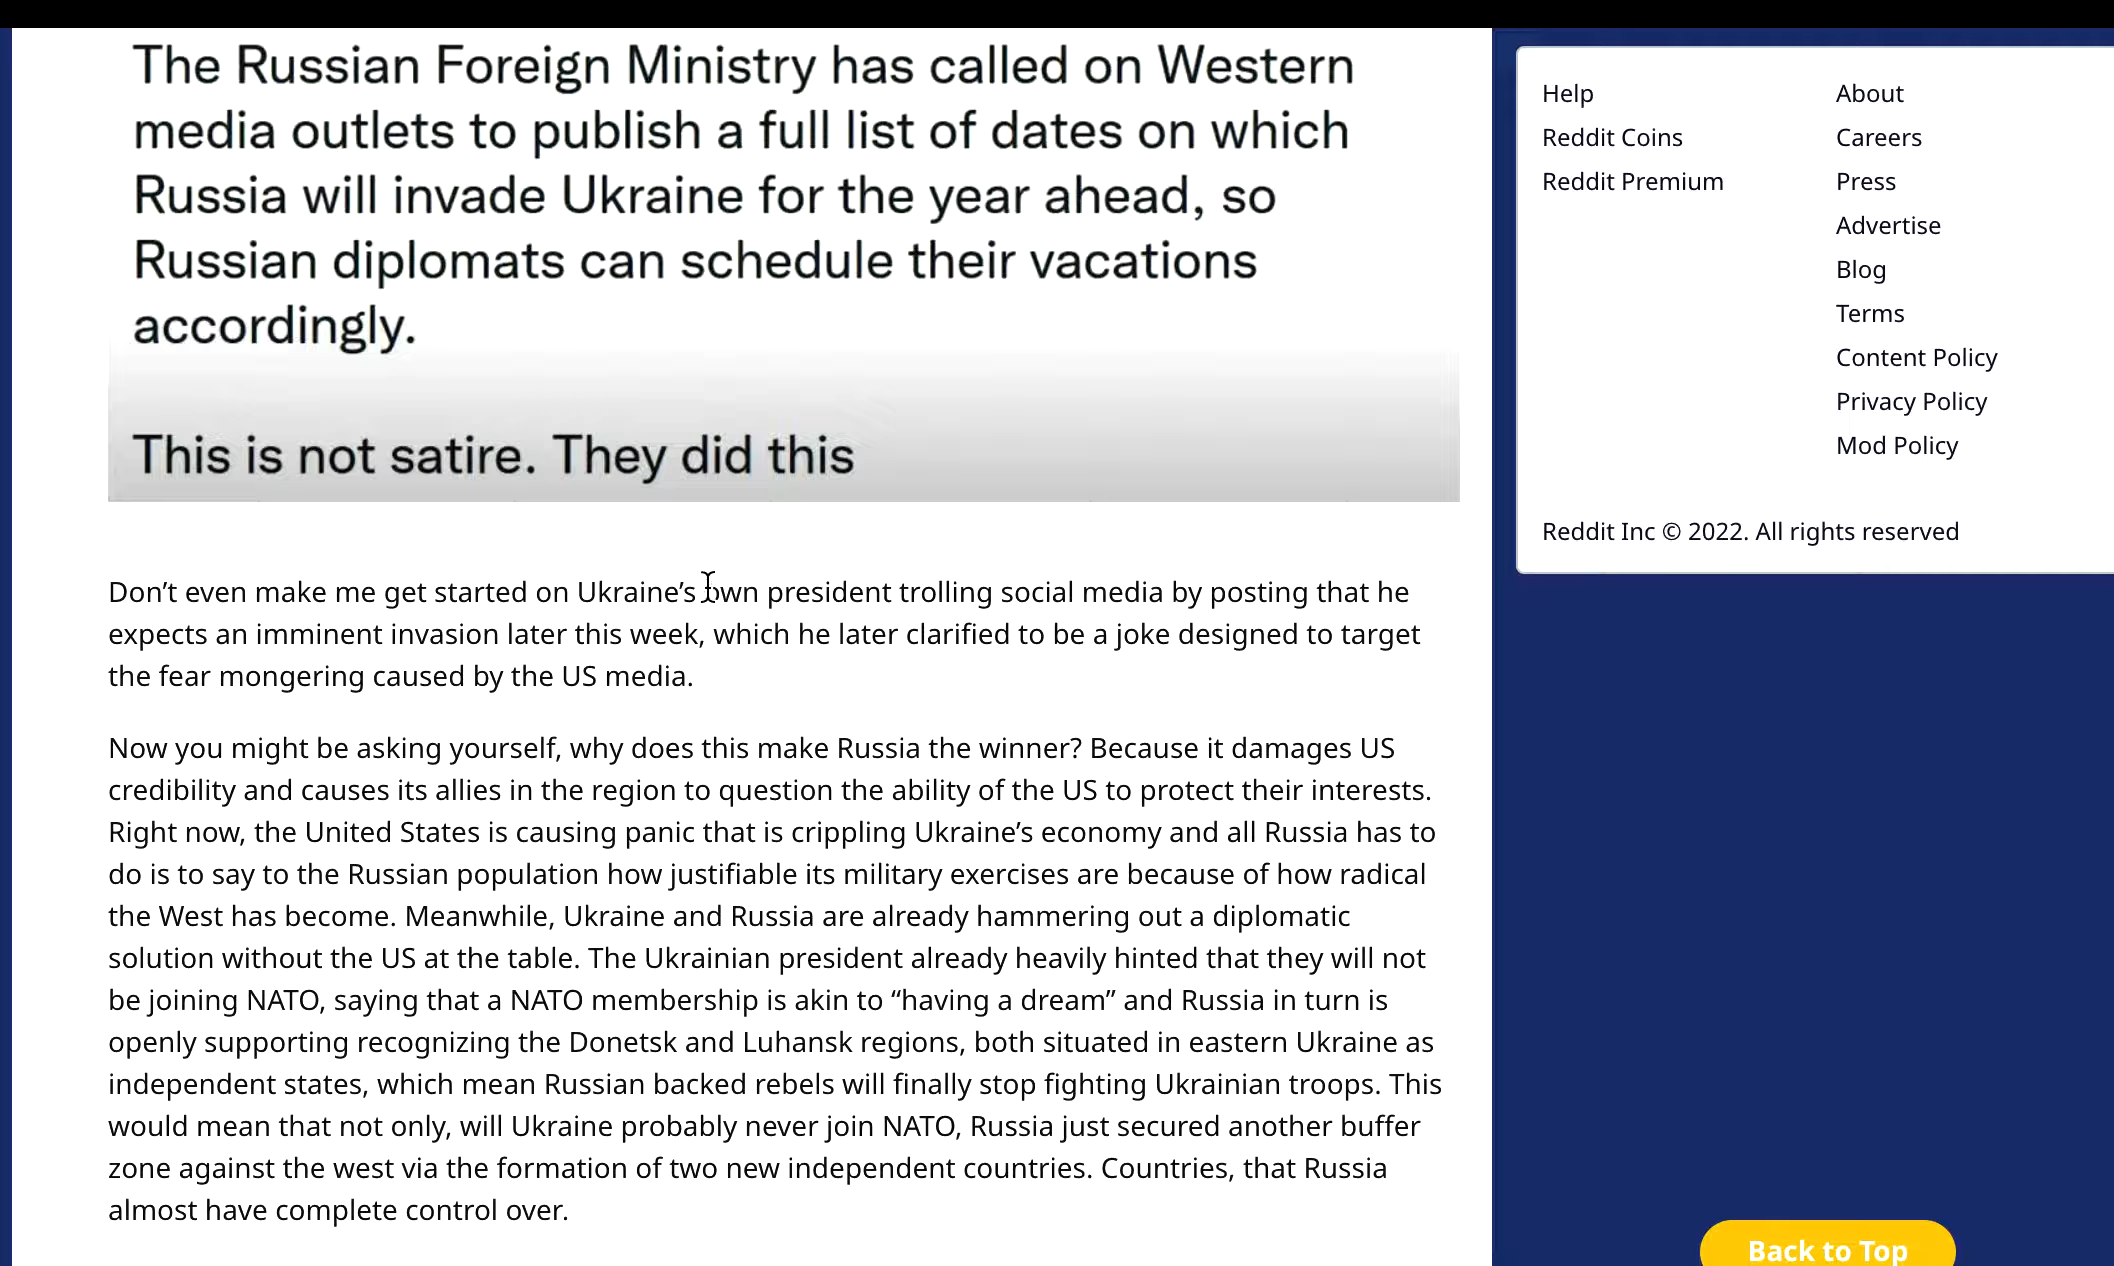 The Russian Foreign Ministry has called on Western
media outlets to publish a full list of dates on which
Russia will invade Ukraine for the year ahead, so
Russian diplomats can schedule their vacations
accordingly.
This is not satire. They did this
Don’t even make me get started on Ukraine’s own president trolling social media by posting that he
expects an imminent invasion later this week, which he later clarified to be a joke designed to target
the fear mongering caused by the US media.
Now you might be asking yourself, why does this make Russia the winner? Because it damages US
credibility and causes its allies in the region to question the ability of the US to protect their interests.
Right now, the United States is causing panic that is crippling Ukraine’s economy and all Russia has to
do is to say to the Russian population how justifiable its military exercises are because of how radical
the West has become. Meanwhile, Ukraine and Russia are already hammering out a diplomatic
solution without the US at the table. The Ukrainian president already heavily hinted that they will not
be joining NATO, saying that a NATO membership is akin to “having a dream” and Russia in turn is
openly supporting recognizing the Donetsk and Luhansk regions, both situated in eastern Ukraine as
independent states, which mean Russian backed rebels will finally stop fighting Ukrainian troops. This
would mean that not only, will Ukraine probably never join NATO, Russia just secured another buffer
zone against the west via the formation of two new independent countries. Countries, that Russia
almost have complete control over.
Help
Reddit Coins
Reddit Premium
About
Careers
Press
Advertise
Blog
Terms
Content Policy
Privacy Policy
Mod Policy
Reddit Inc © 2022. All rights reserved
Back to Top